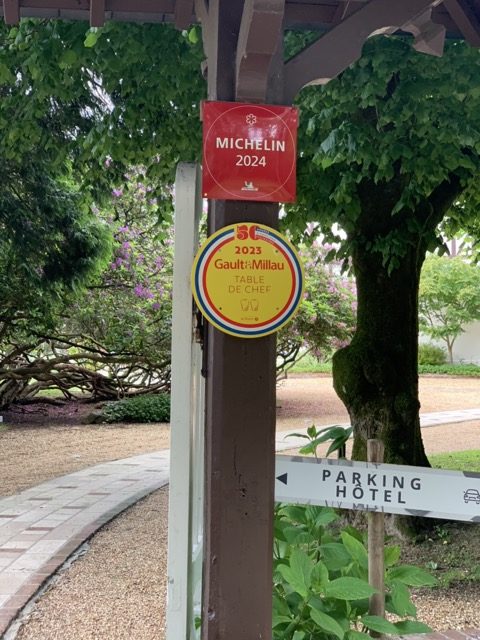 MICHELIN
2024
50
2023
Gault&Millau
TABLE
DE CHEF
PARKING
HÔTEL